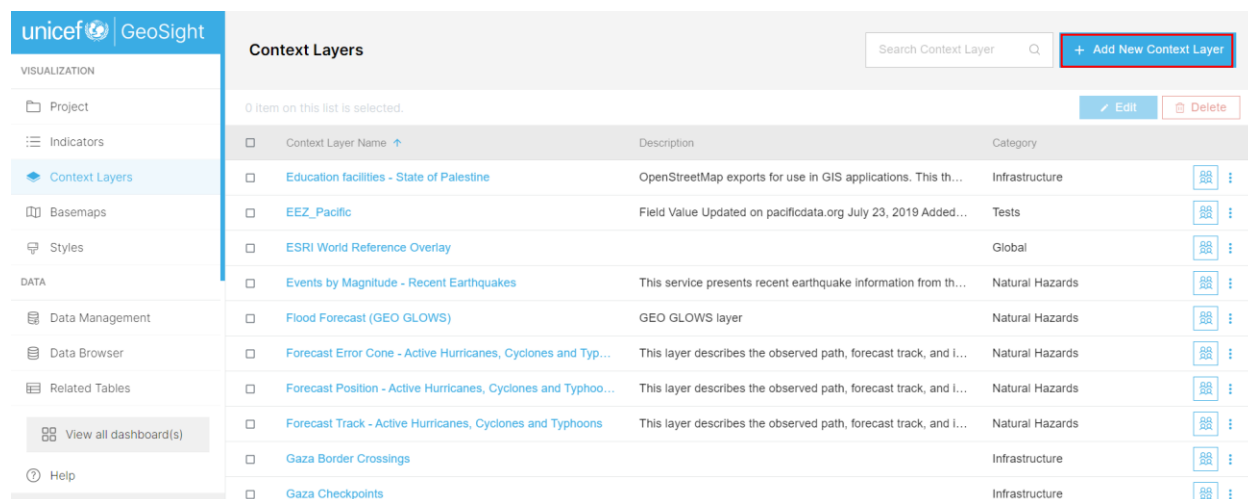 unicef | GeoSight
VISUALIZATION
Project
Indicators
Context Layers
Basemaps
Styles
DATA
Data Management
Data Browser
Related Tables
View all dashboard(s)
Help
Context Layers
Search Context Layer
+ Add New Context Layer
0 item on this list is selected.
Edit
Delete
Context Layer Name Description Category
Education facilities - State of Palestine OpenStreetMap exports for use in GIS applications. This th... Infrastructure
EEZ_Pacific Field Value Updated on pacificdata.org July 23, 2019 Added... Tests
ESRI World Reference Overlay Global
Events by Magnitude - Recent Earthquakes This service presents recent earthquake information from th... Natural Hazards
Flood Forecast (GEO GLOWS) GEO GLOWS layer Natural Hazards
Forecast Error Cone - Active Hurricanes, Cyclones and Typ... This layer describes the observed path, forecast track, and i... Natural Hazards
Forecast Position - Active Hurricanes, Cyclones and Typhoo... This layer describes the observed path, forecast track, and i... Natural Hazards
Forecast Track - Active Hurricanes, Cyclones and Typhoons This layer describes the observed path, forecast track, and i... Natural Hazards
Gaza Border Crossings Infrastructure
Gaza Checkpoints Infrastructure